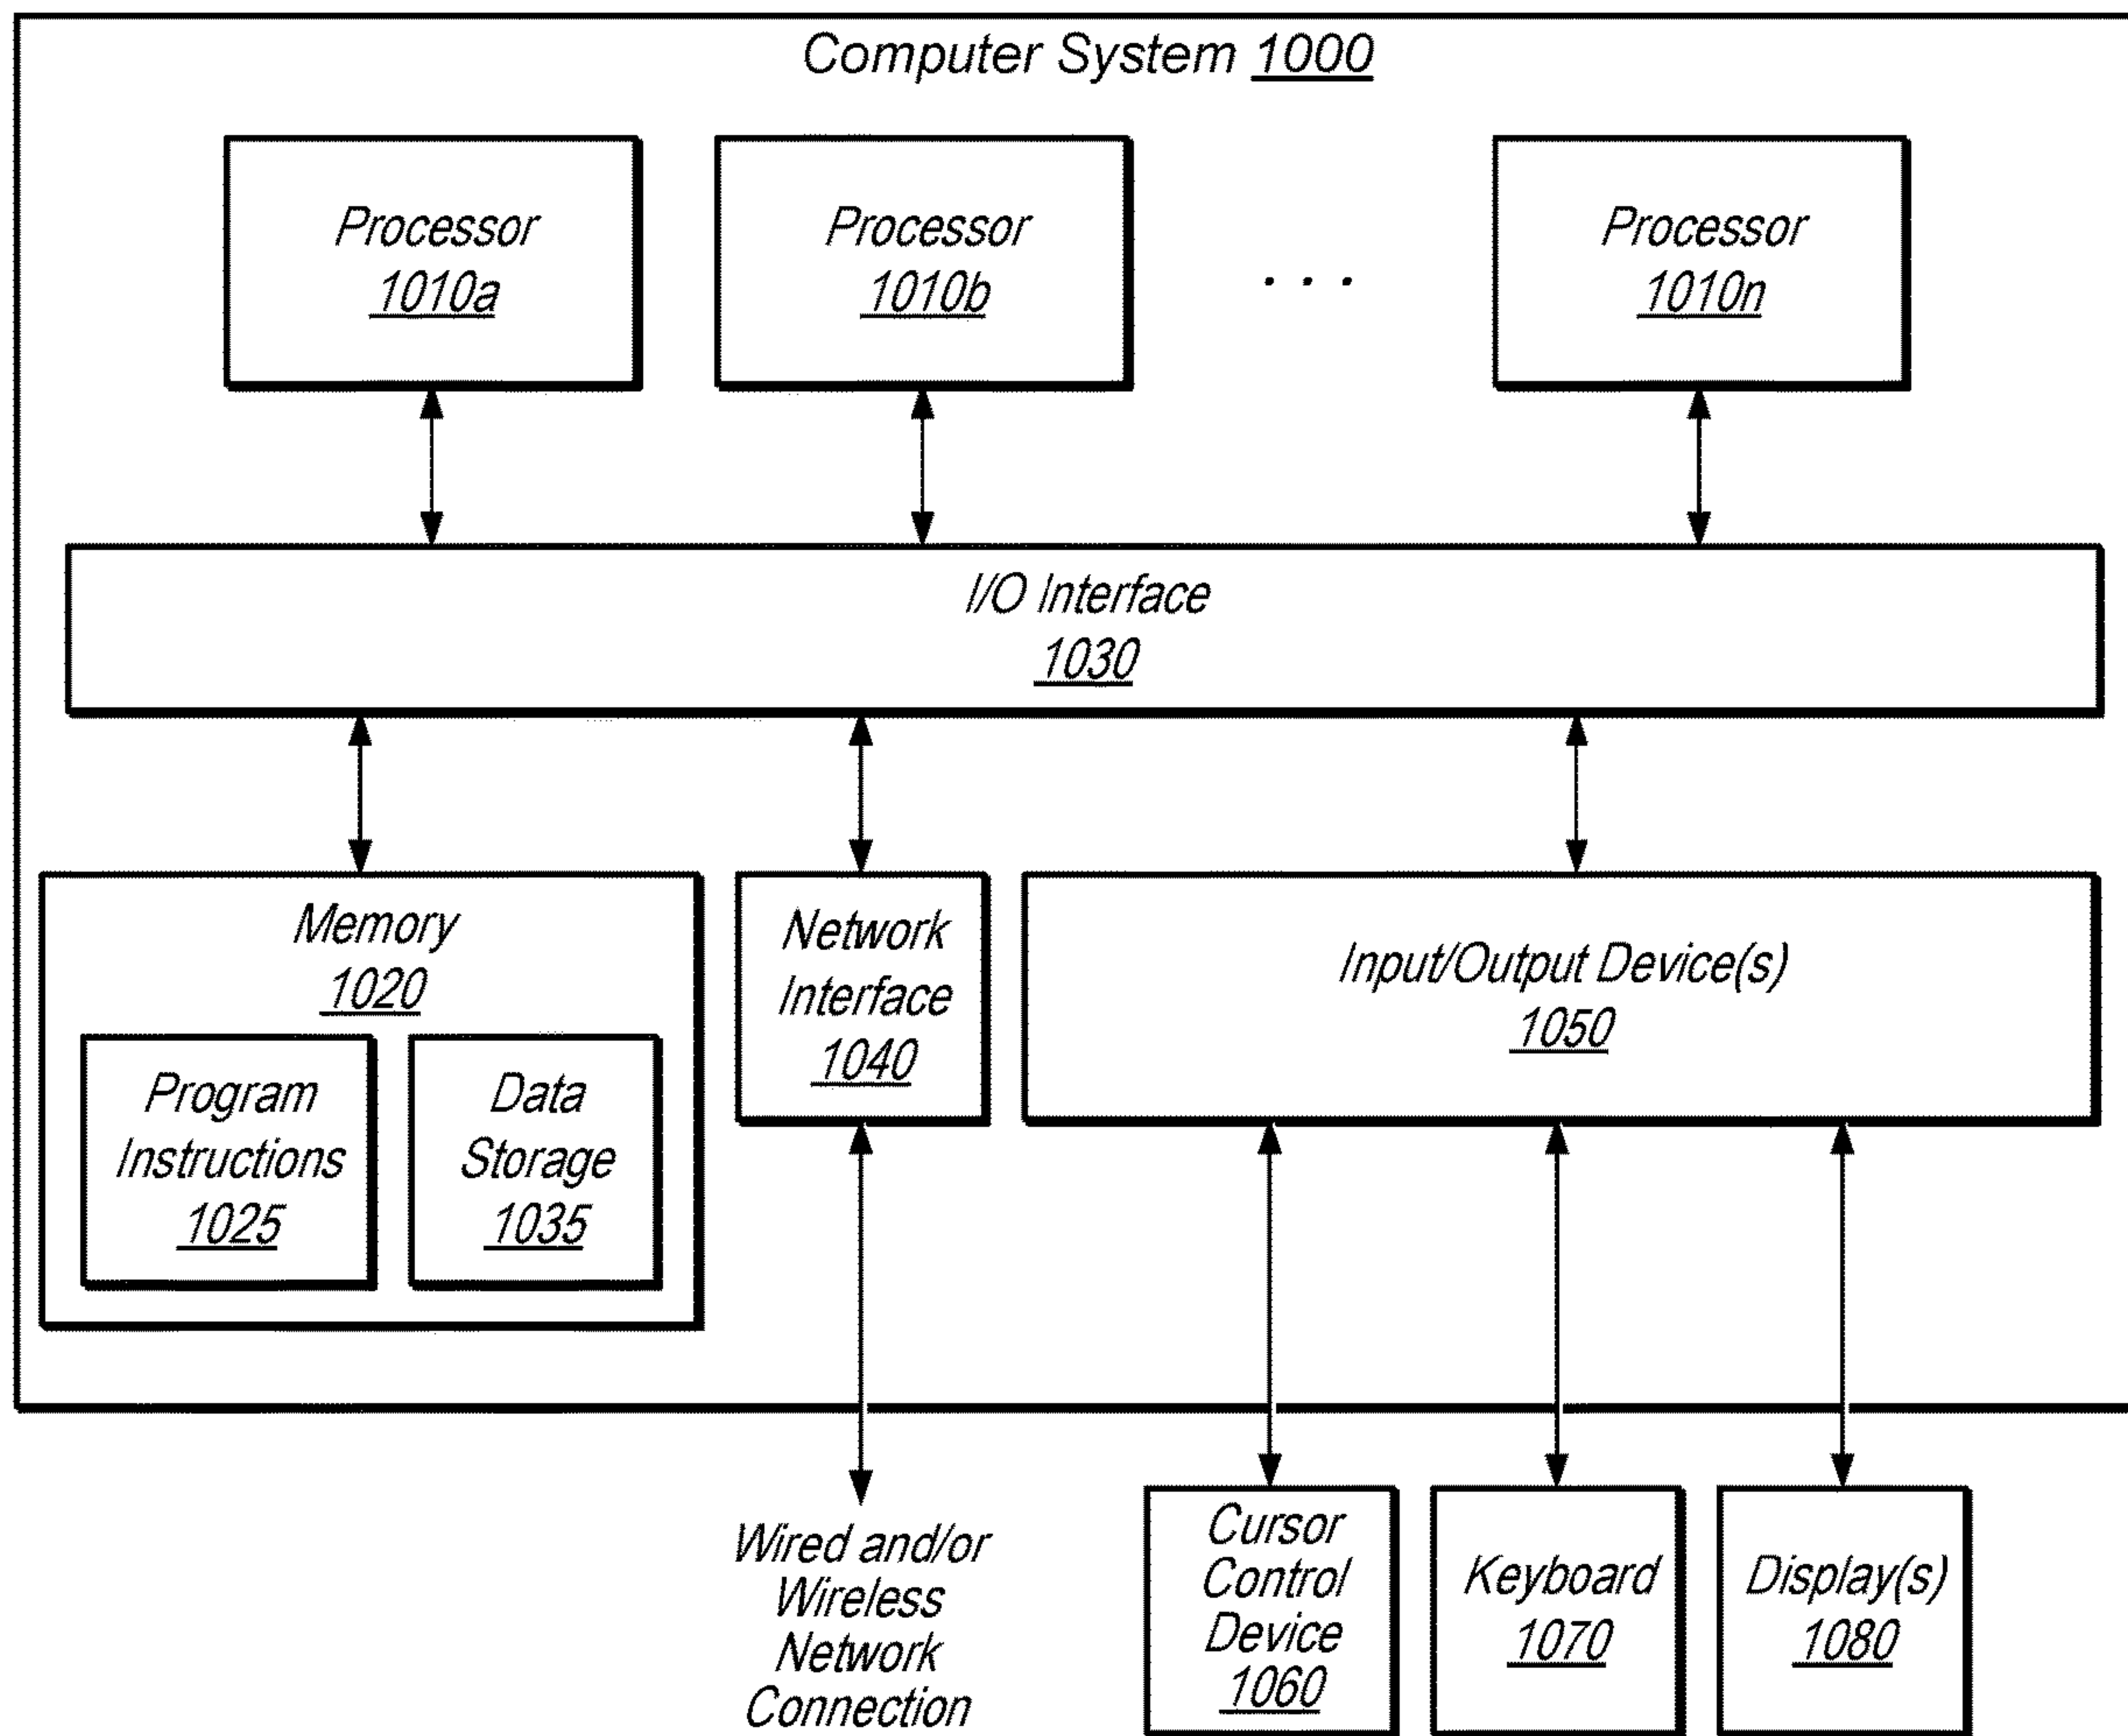 Computer System 1000
Processor
1010a
Processor
1010b
. . .
Processor
1010n
I/O Interface
1030
Memory
1020
Program
Instructions
1025
Data
Storage
1035
Network
Interface
1040
Input/Output Device(s)
1050
Wired and/or
Wireless
Network
Connection
Cursor
Control
Device
1060
Keyboard
1070
Display(s)
1080